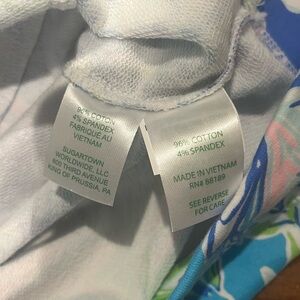 96% COTTON
4% SPANDEX
FABRIQUÉ AU
VIETNAM
SUGARTOWN
WORLDWIDE, LLC
800 THIRD AVENUE
KING OF PRUSSIA, PA
96% COTTON
4% SPANDEX
MADE IN VIETNAM
RN# 88189
SEE REVERSE
FOR CARE